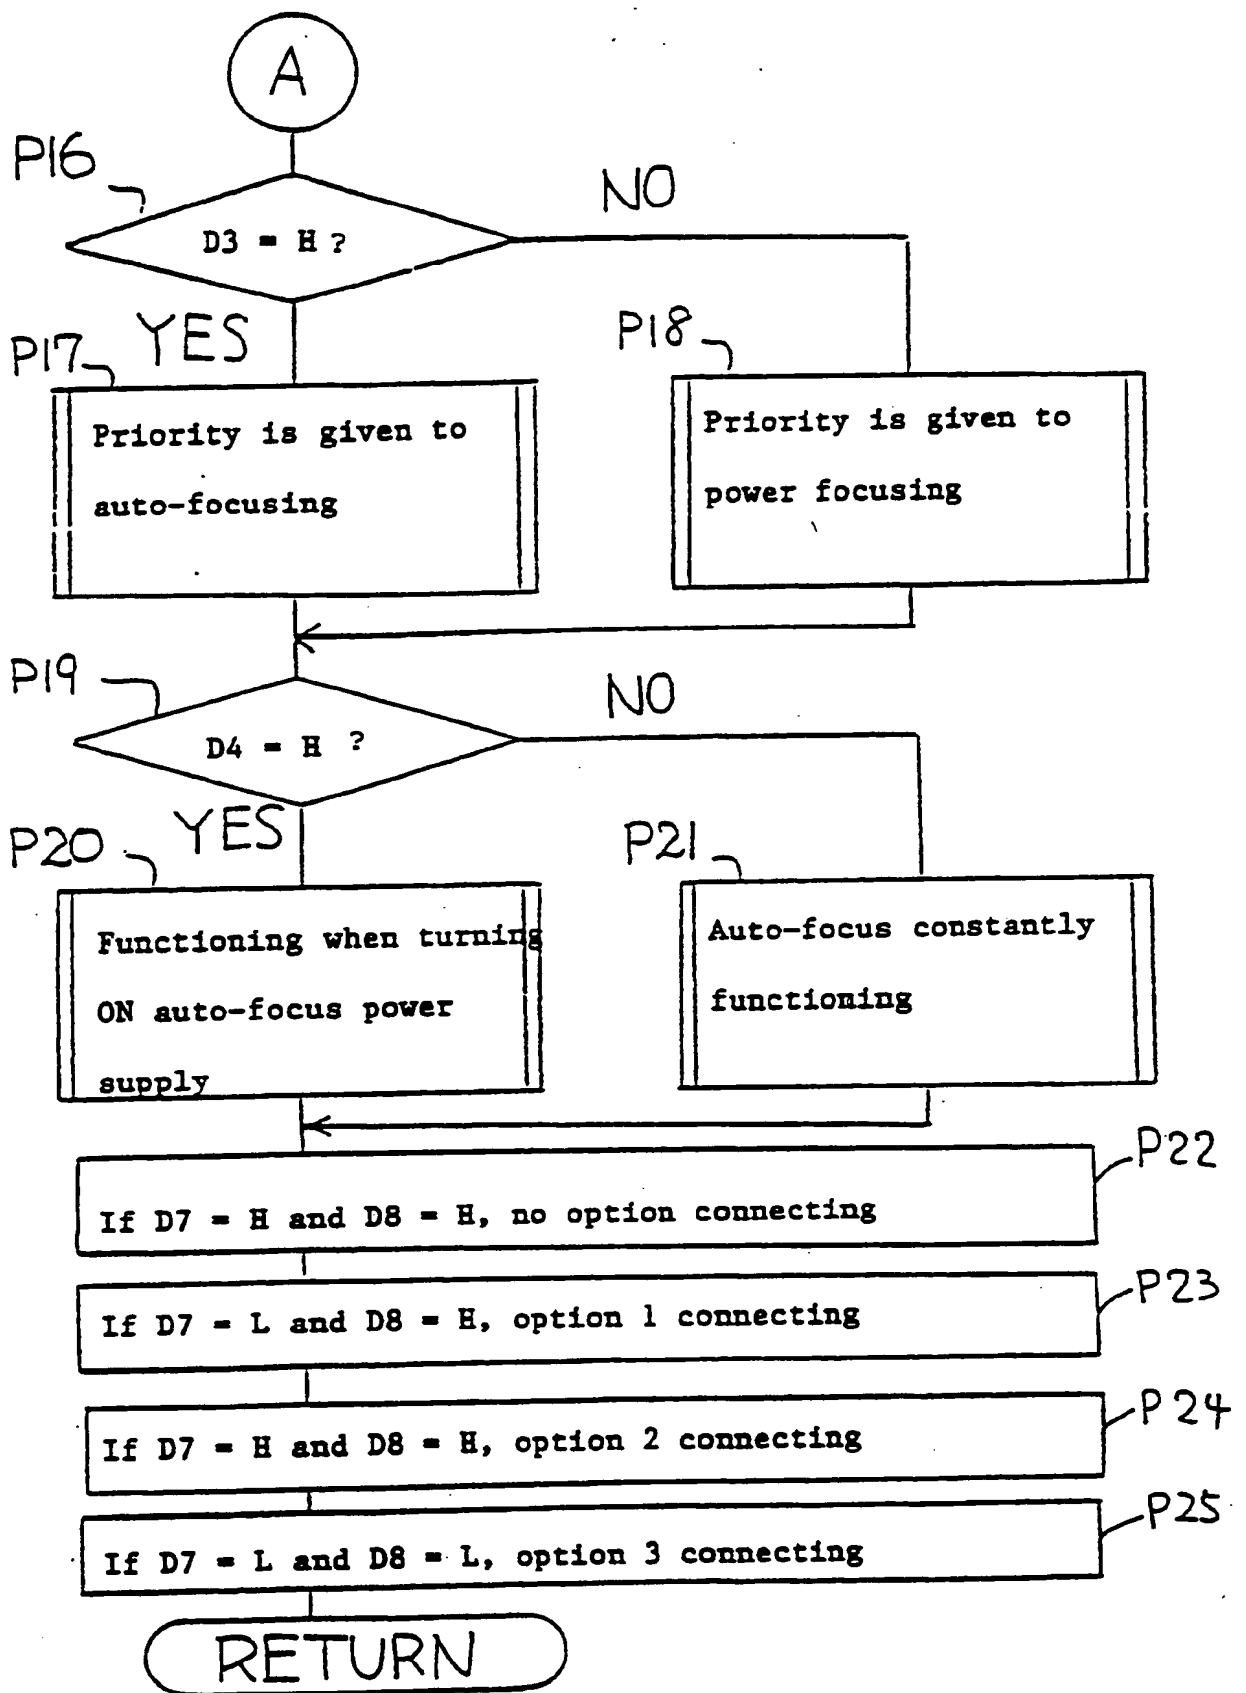 A
P16
NO
D3 = H ?
YES
P17
P18
Priority is given to
auto-focusing
Priority is given to
power focusing
P19
NO
D4 = H ?
YES
P20
P21
Functioning when turning
ON auto-focus power
supply
Auto-focus constantly
functioning
P22
If D7 = H and D8 = H, no option connecting
P23
If D7 = L and D8 = H, option 1 connecting
P24
If D7 = H and D8 = H, option 2 connecting
P25
If D7 = L and D8 = L, option 3 connecting
RETURN